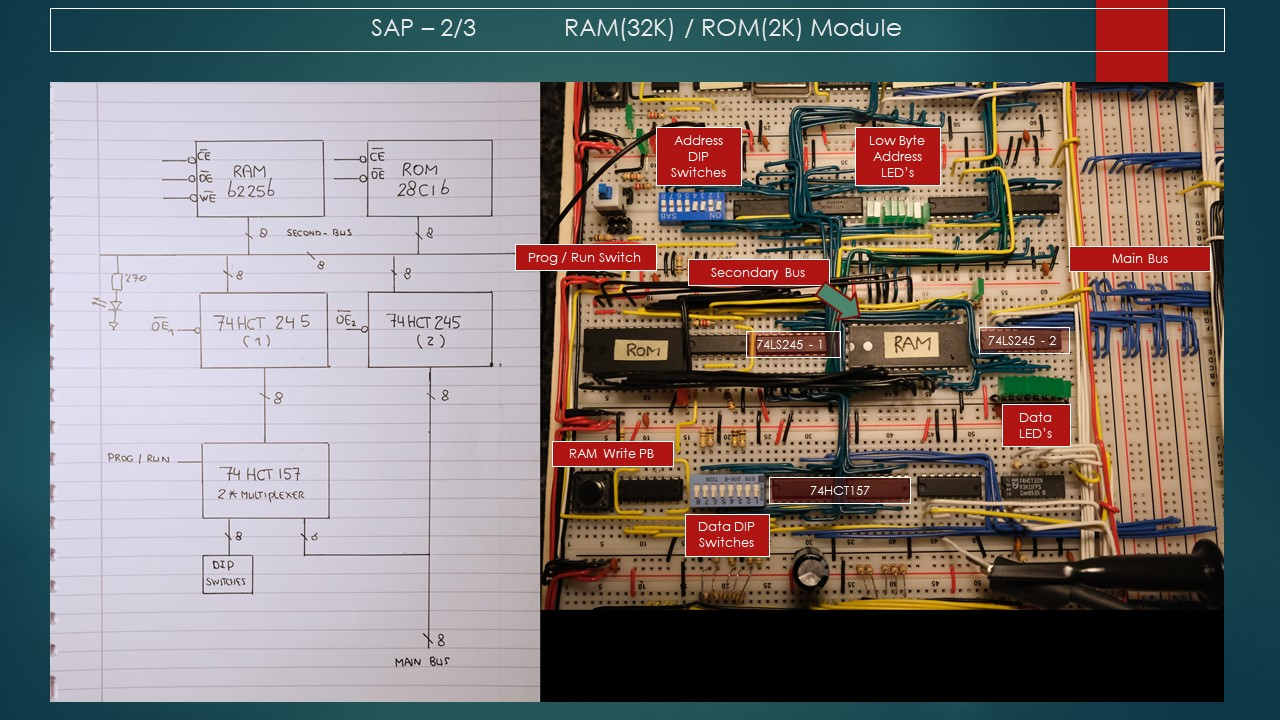 SAP – 2/3 RAM(32K) / ROM(2K) Module
CE
OE
WE
RAM
62256
CE
OE
ROM
28C16
8
SECOND-BUS
8
8
8
8
270
OE1
74HCT 245
(1)
OE2
74HCT245
(2)
8
8
PROG / RUN
74 HCT 157
2* MULTIPLEXER
8
8
DIP
SWITCHES
8
MAIN BUS
Address
DIP
Switches
Low Byte
Address
LED's
Prog / Run Switch
Secondary Bus
Main Bus
ROM
74LS245 - 1
RAM
74LS245 - 2
Data
LED's
RAM Write PB
74HCT157
Data DIP
Switches